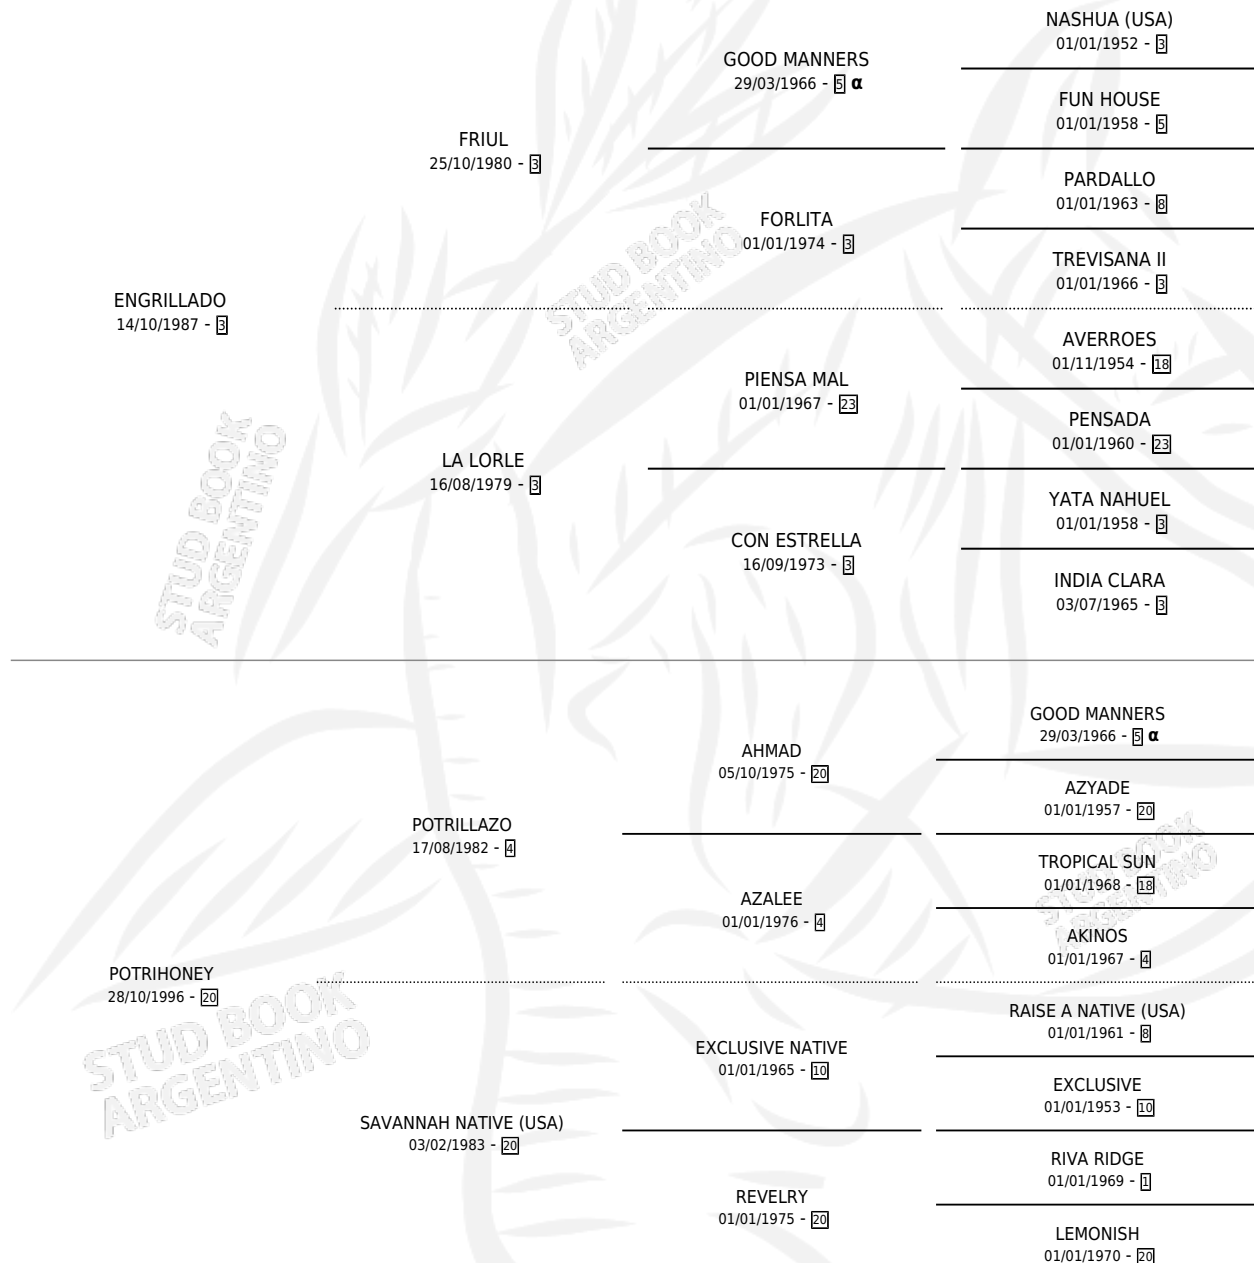 NASHUA (USA)
01/01/1952 - 3
GOOD MANNERS
29/03/1966 - 5 α
FUN HOUSE
01/01/1958 - 5
FRIUL
25/10/1980 - 3
PARDALLO
01/01/1963 - 8
FORLITA
01/01/1974 - 3
TREVISANA II
01/01/1966 - 3
STUD BOOK
ARGENTINO
ENGRILLADO
14/10/1987 - 3
AVERROES
01/11/1954 - 18
PIENSA MAL
01/01/1967 - 23
PENSADA
01/01/1960 - 23
LA LORLE
16/08/1979 - 3
YATA NAHUEL
01/01/1958 - 3
CON ESTRELLA
16/09/1973 - 3
INDIA CLARA
03/07/1965 - 3
STUD BOOK
ARGENTINO
GOOD MANNERS
29/03/1966 - 5 α
AHMAD
05/10/1975 - 20
AZYADE
01/01/1957 - 20
POTRILLAZO
17/08/1982 - 4
TROPICAL SUN
01/01/1968 - 18
STUD BOOK
ARGENTINO
AZALEE
01/01/1976 - 4
AKINOS
01/01/1967 - 4
POTRIHONEY
28/10/1996 - 20
STUD BOOK
ARGENTINO
RAISE A NATIVE (USA)
01/01/1961 - 8
EXCLUSIVE NATIVE
01/01/1965 - 10
EXCLUSIVE
01/01/1953 - 10
SAVANNAH NATIVE (USA)
03/02/1983 - 20
RIVA RIDGE
01/01/1969 - 1
REVELRY
01/01/1975 - 20
LEMONISH
01/01/1970 - 20